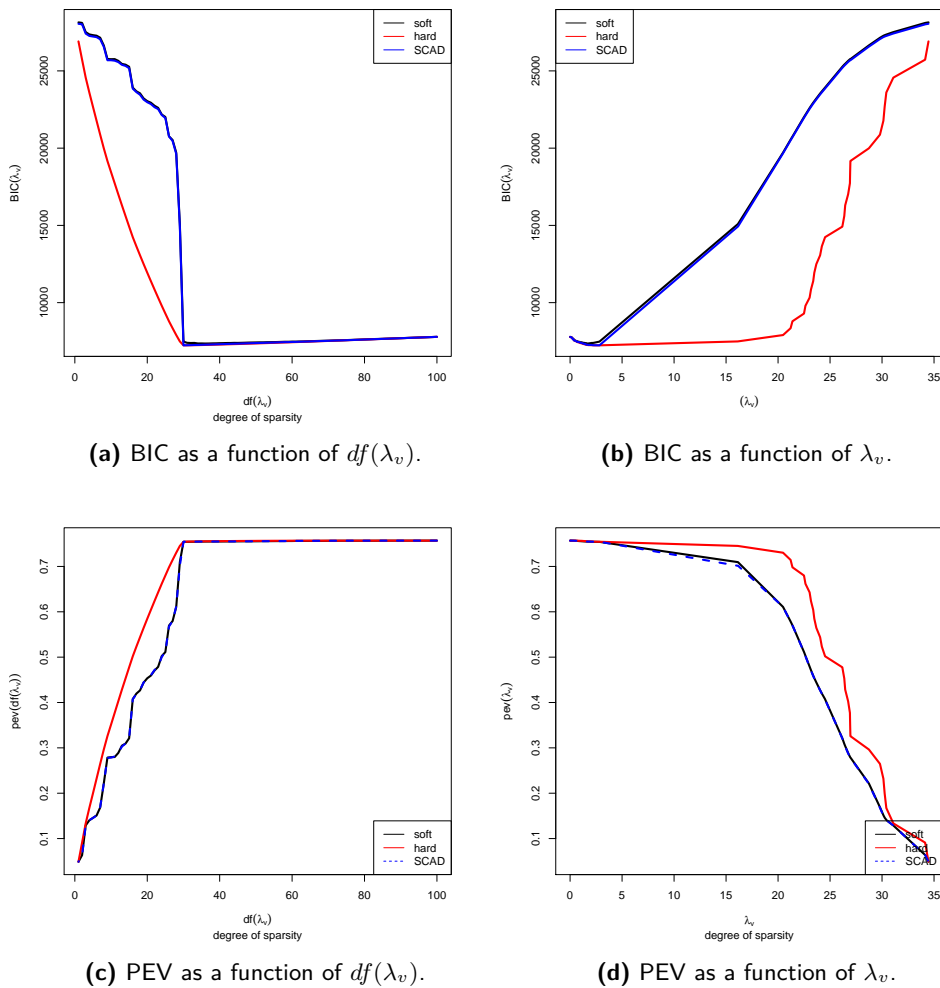 soft
hard
SCAD
BIC(λv)
10000 15000 20000 25000
0 20 40 60 80 100
df(λv)
degree of sparsity
(a) BIC as a function of df(λv).
soft
hard
SCAD
BIC(λv)
10000 15000 20000 25000
0 5 10 15 20 25 30 35
(λv)
(b) BIC as a function of λv.
pev(df(λv))
0.1 0.2 0.3 0.4 0.5 0.6 0.7
soft
hard
SCAD
0 20 40 60 80 100
df(λv)
degree of sparsity
(c) PEV as a function of df(λv).
pev(λv)
0.1 0.2 0.3 0.4 0.5 0.6 0.7
soft
hard
SCAD
0 5 10 15 20 25 30 35
λv
degree of sparsity
(d) PEV as a function of λv.